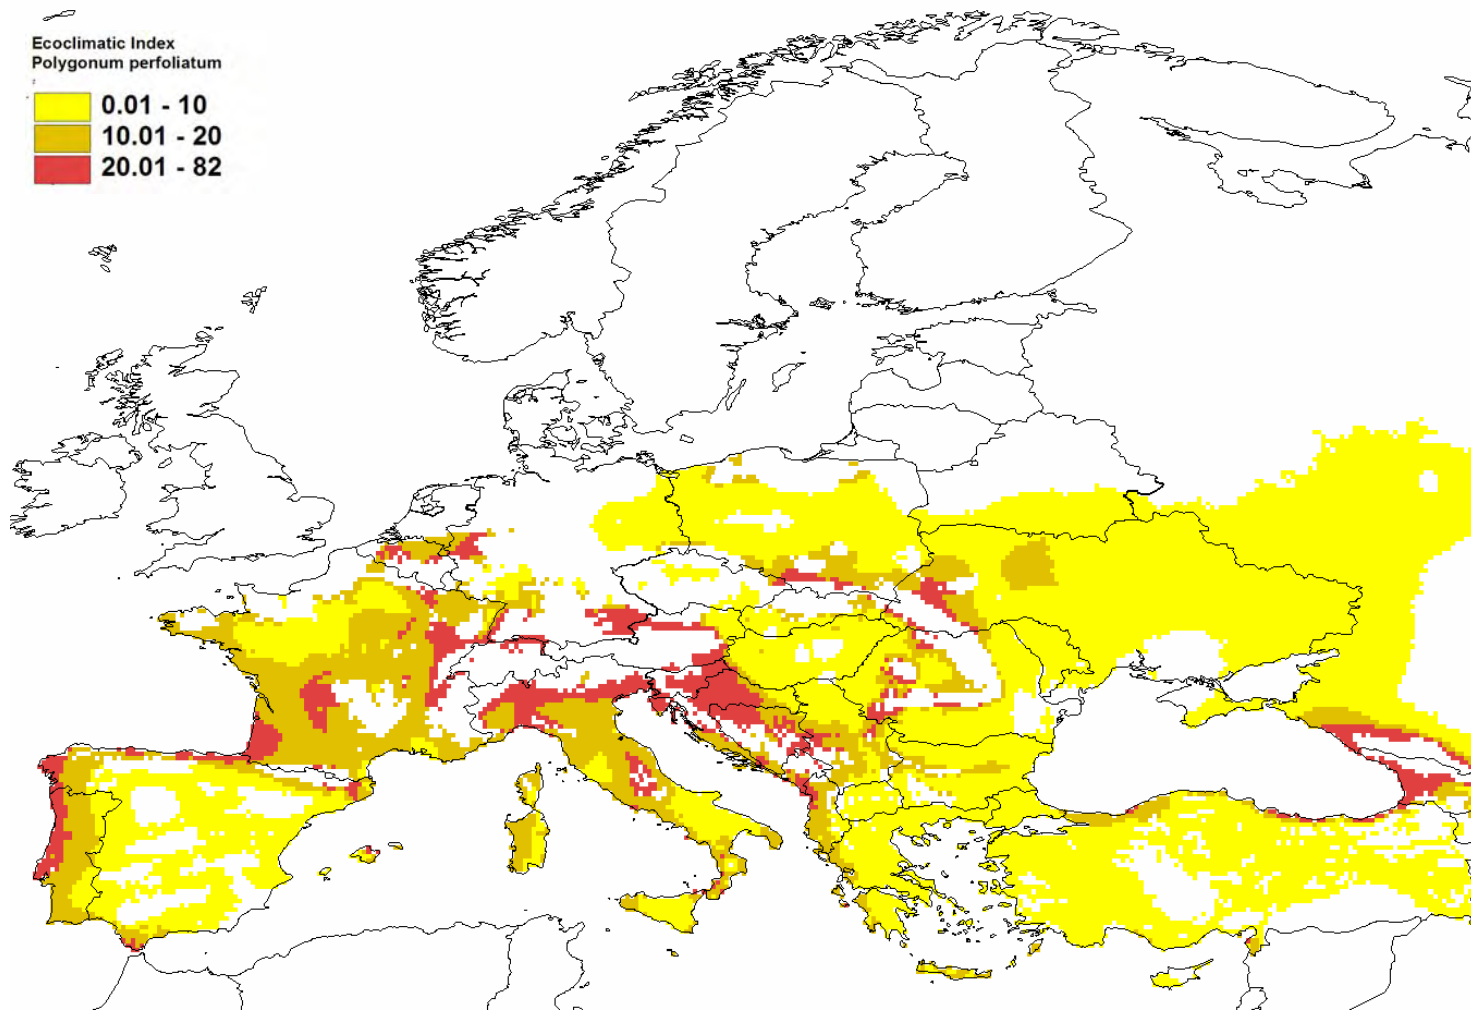 Ecoclimatic Index
Polygonum perfoliatum
:
0.01 - 10
10.01 - 20
20.01 - 82